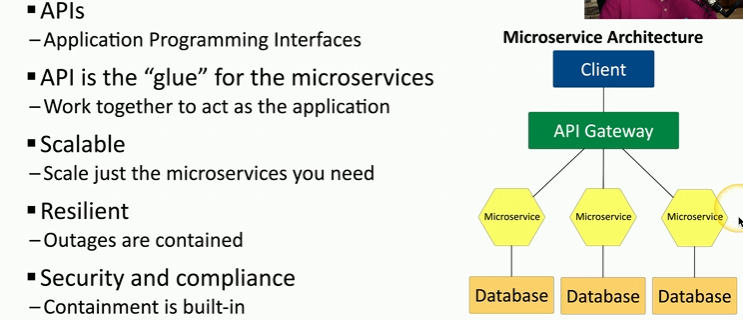 ▪ APIs
– Application Programming Interfaces
▪ API is the “glue” for the microservices
– Work together to act as the application
▪ Scalable
– Scale just the microservices you need
▪ Resilient
– Outages are contained
▪ Security and compliance
– Containment is built-in
Microservice Architecture
Client
API Gateway
Microservice Microservice Microservice
Database Database Database